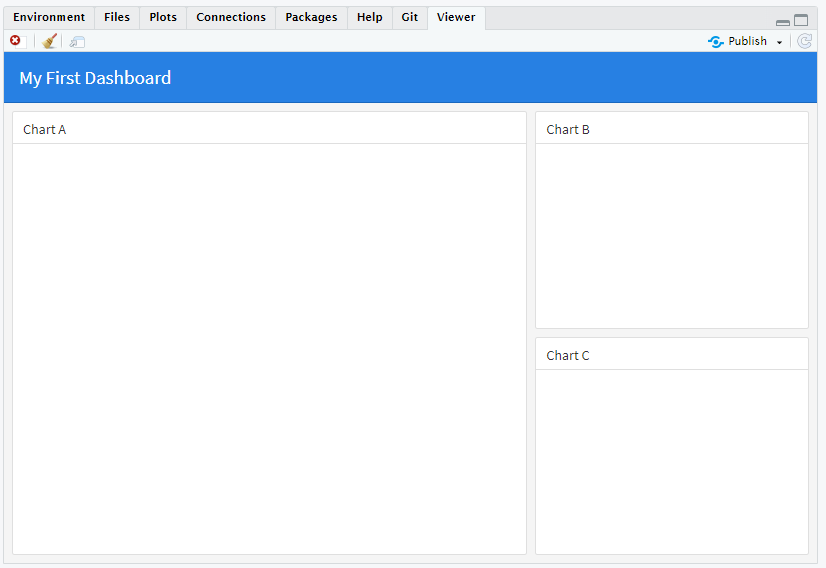 Environment Files Plots Connections Packages Help Git Viewer
Publish
My First Dashboard
Chart A
Chart B
Chart C